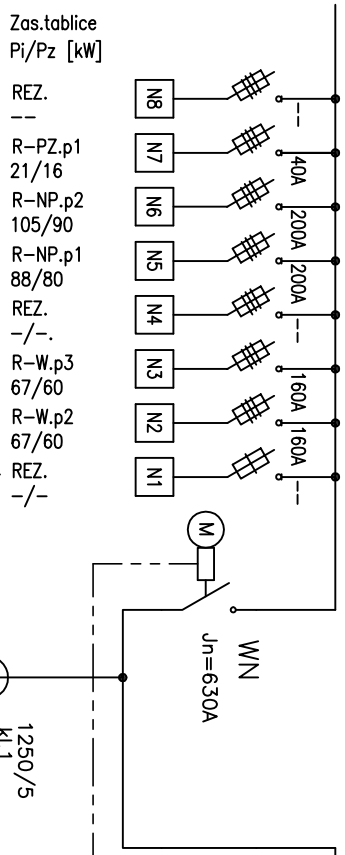 Zas.tablice
Pi/Pz [kW]
REZ.
--
N8
--
R-PZ.p1
21/16
N7
40A
R-NP.p2
105/90
N6
200A
R-NP.p1
88/80
N5
200A
REZ.
-/-.
N4
--
R-W.p3
67/60
N3
160A
R-W.p2
67/60
N2
160A
REZ.
-/-
N1
--
M
WN
Jn=630A
1250/5
kl.1